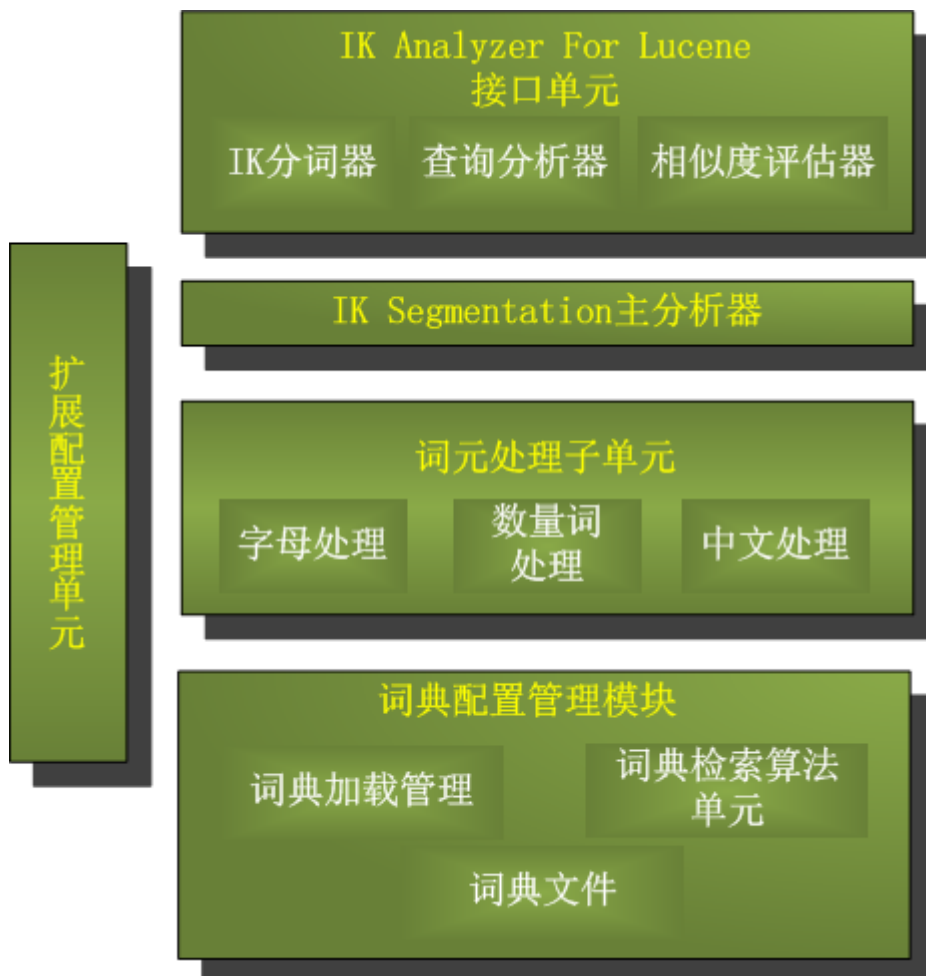 IK Analyzer For Lucene
接口单元
IK分词器
查询分析器
相似度评估器
IK Segmentation主分析器
扩展配置管理单元
词元处理子单元
字母处理
数量词
处理
中文处理
词典配置管理模块
词典加载管理
词典检索算法
单元
词典文件